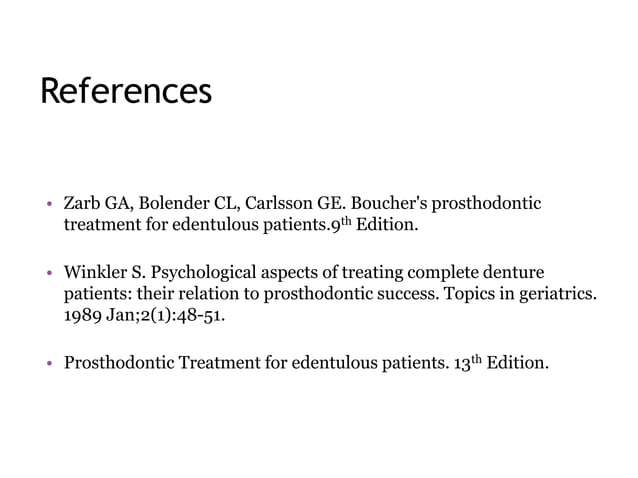 References
• Zarb GA, Bolender CL, Carlsson GE. Boucher's prosthodontic
treatment for edentulous patients.9th Edition.
• Winkler S. Psychological aspects of treating complete denture
patients: their relation to prosthodontic success. Topics in geriatrics.
1989 Jan;2(1):48-51.
• Prosthodontic Treatment for edentulous patients. 13th Edition.